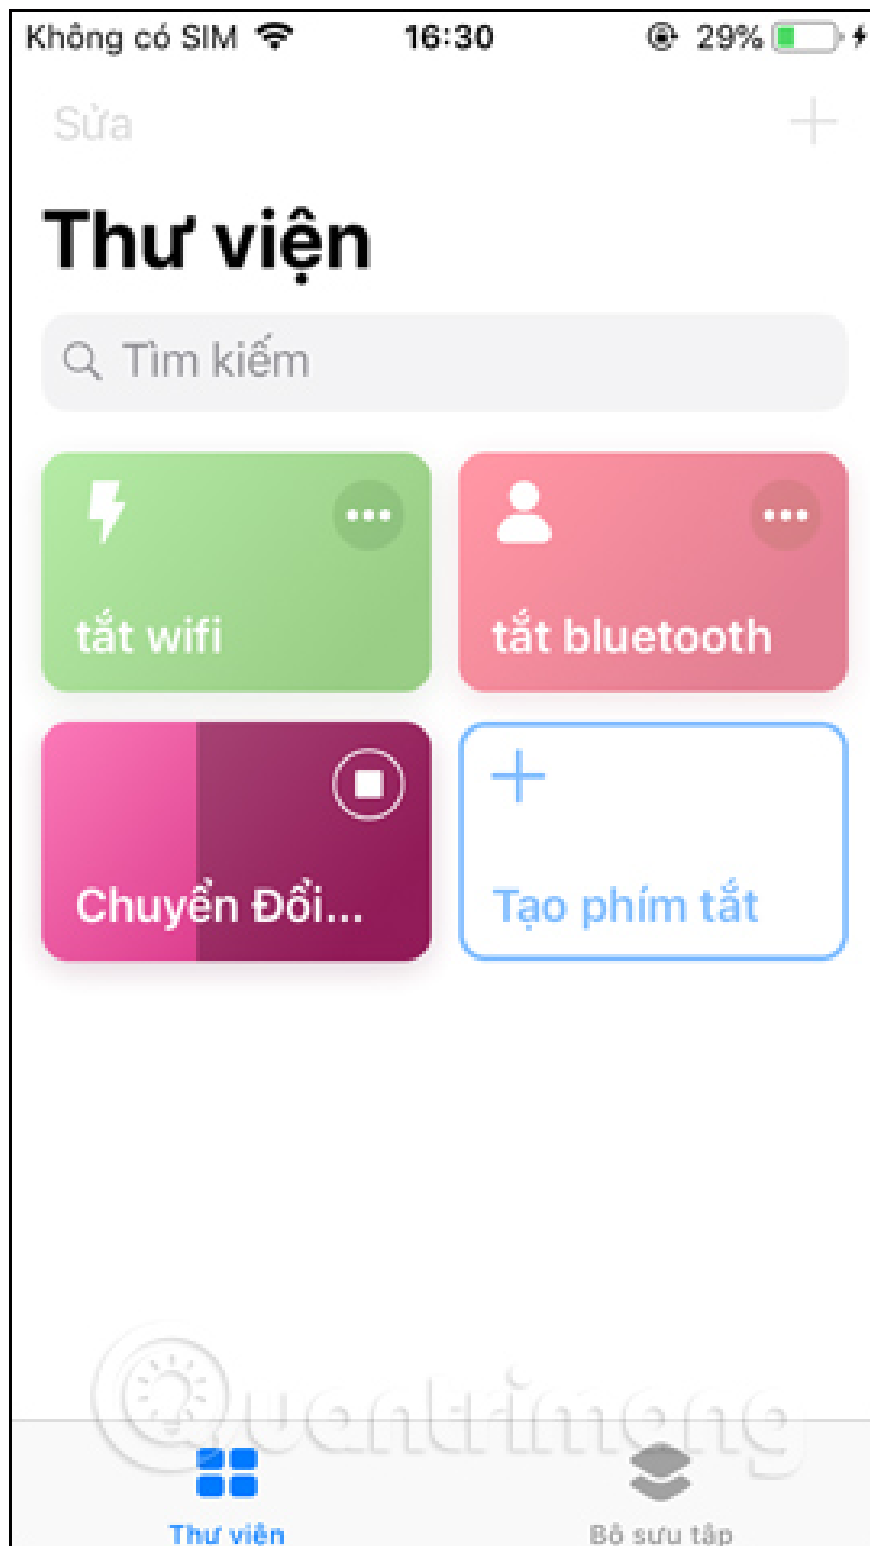 Không có SIM 16:30 29%
Sửa
Thư viện
Tìm kiếm
tắt wifi
tắt bluetooth
Chuyển Đổi...
Tạo phím tắt
Quantrimang
Thư viện
Bộ sưu tập